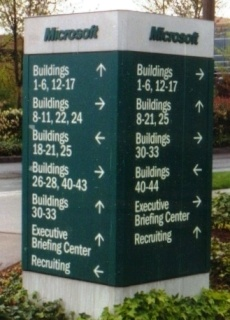 Microsoft
Buildings
1-6, 12-17 ↑
Buildings
8-11, 22, 24 →
Buildings
18-21, 25 ←
Buildings
26-28, 40-43 →
Buildings
30-33 ↑
Executive
Briefing Center ↑
Recruiting ←
Microsoft
Buildings
1-6, 12-17 →
Buildings
8-21, 25 ↑
Buildings
30-33 →
Buildings
40-44 ←
Executive
Briefing Center →
Recruiting ↑